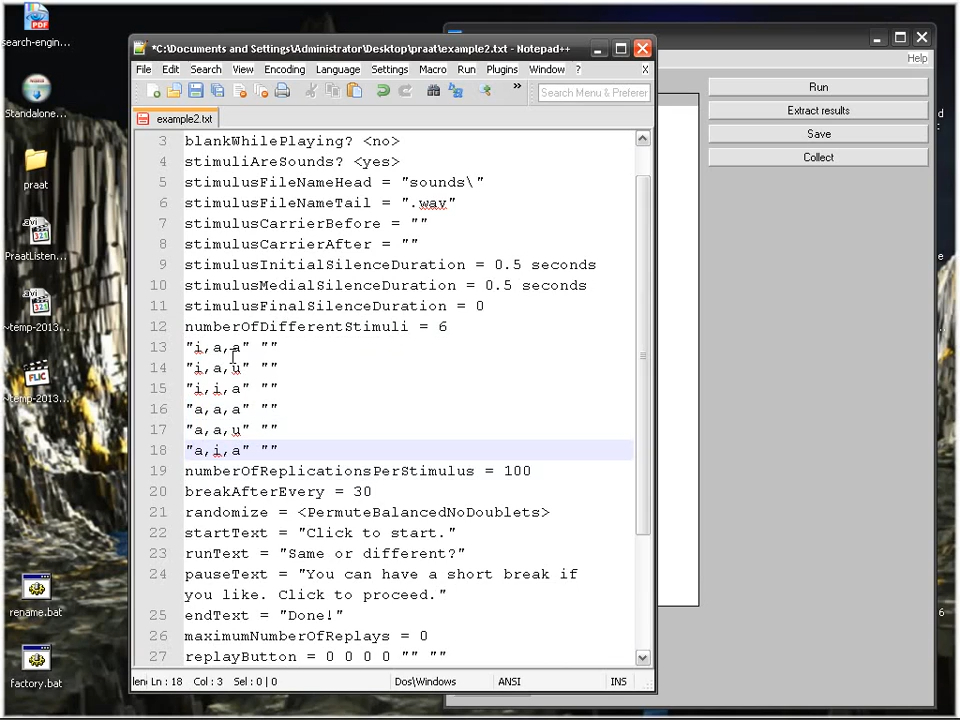 search-engin...
Standalone...
praat
PraatListen...
~temp-2013...
~temp-2013...
rename.bat
factory.bat
*C:\Documents and Settings\Administrator\Desktop\praat\example2.txt - Notepad++
File Edit Search View Encoding Language Settings Macro Run Plugins Window ? X
» Search Menu & Preferer
example2.txt
3 blankWhilePlaying? <no>
4 stimuliAreSounds? <yes>
5 stimulusFileNameHead = "sounds\"
6 stimulusFileNameTail = ".wav"
7 stimulusCarrierBefore = ""
8 stimulusCarrierAfter = ""
9 stimulusInitialSilenceDuration = 0.5 seconds
10 stimulusMedialSilenceDuration = 0.5 seconds
11 stimulusFinalSilenceDuration = 0
12 numberOfDifferentStimuli = 6
13 "i,a,a" ""
14 "i,a,u" ""
15 "i,i,a" ""
16 "a,a,a" ""
17 "a,a,u" ""
18 "a,i,a" ""
19 numberOfReplicationsPerStimulus = 100
20 breakAfterEvery = 30
21 randomize = <PermuteBalancedNoDoublets>
22 startText = "Click to start."
23 runText = "Same or different?"
24 pauseText = "You can have a short break if
you like. Click to proceed."
25 endText = "Done!"
26 maximumNumberOfReplays = 0
27 replayButton = 0 0 0 0 "" ""
len Ln : 18 Col : 3 Sel : 0 | 0 Dos\Windows ANSI INS
Help
Run
Extract results
Save
Collect